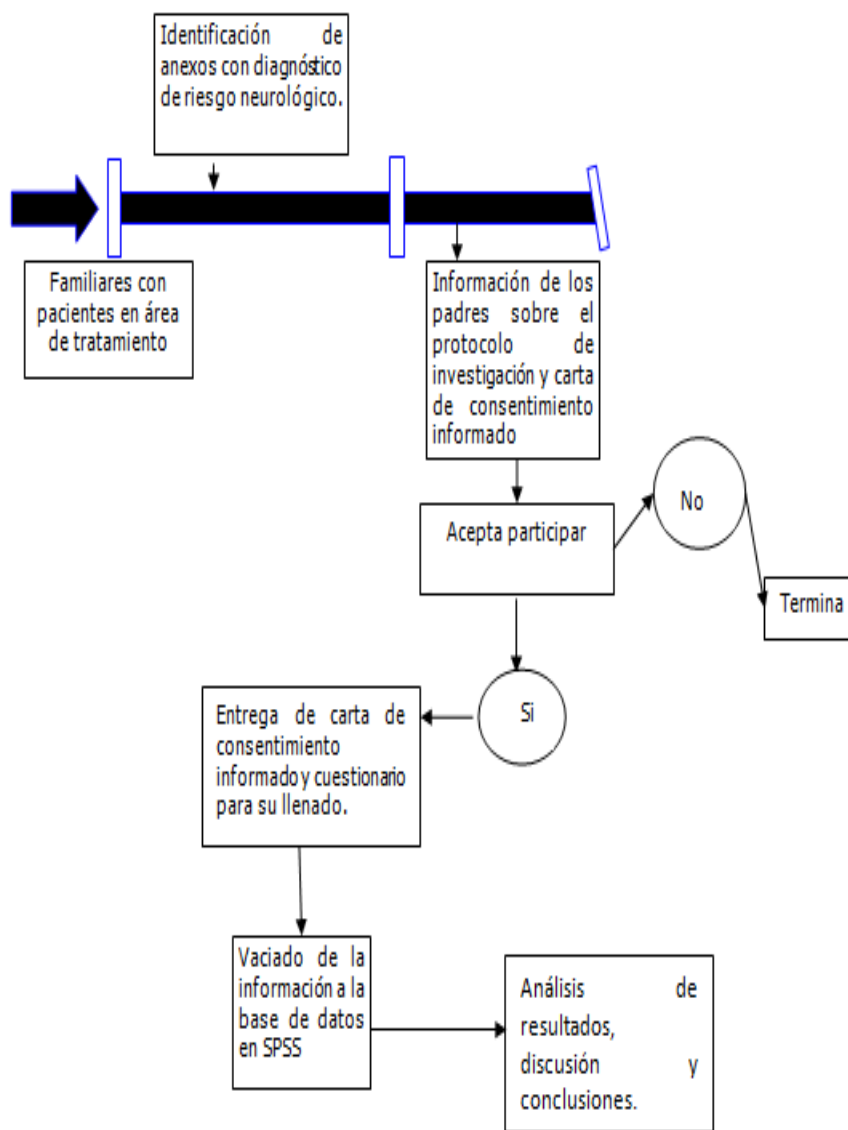 Identificación de
anexos con diagnóstico
de riesgo neurológico.
Familiares con
pacientes en área
de tratamiento
Información de los
padres sobre el
protocolo de
investigación y carta
de consentimiento
informado
Acepta participar
No
Termina
Si
Entrega de carta de
consentimiento
informado y cuestionario
para su llenado.
Vaciado de la
información a la
base de datos
en SPSS
Análisis de
resultados,
discusión y
conclusiones.